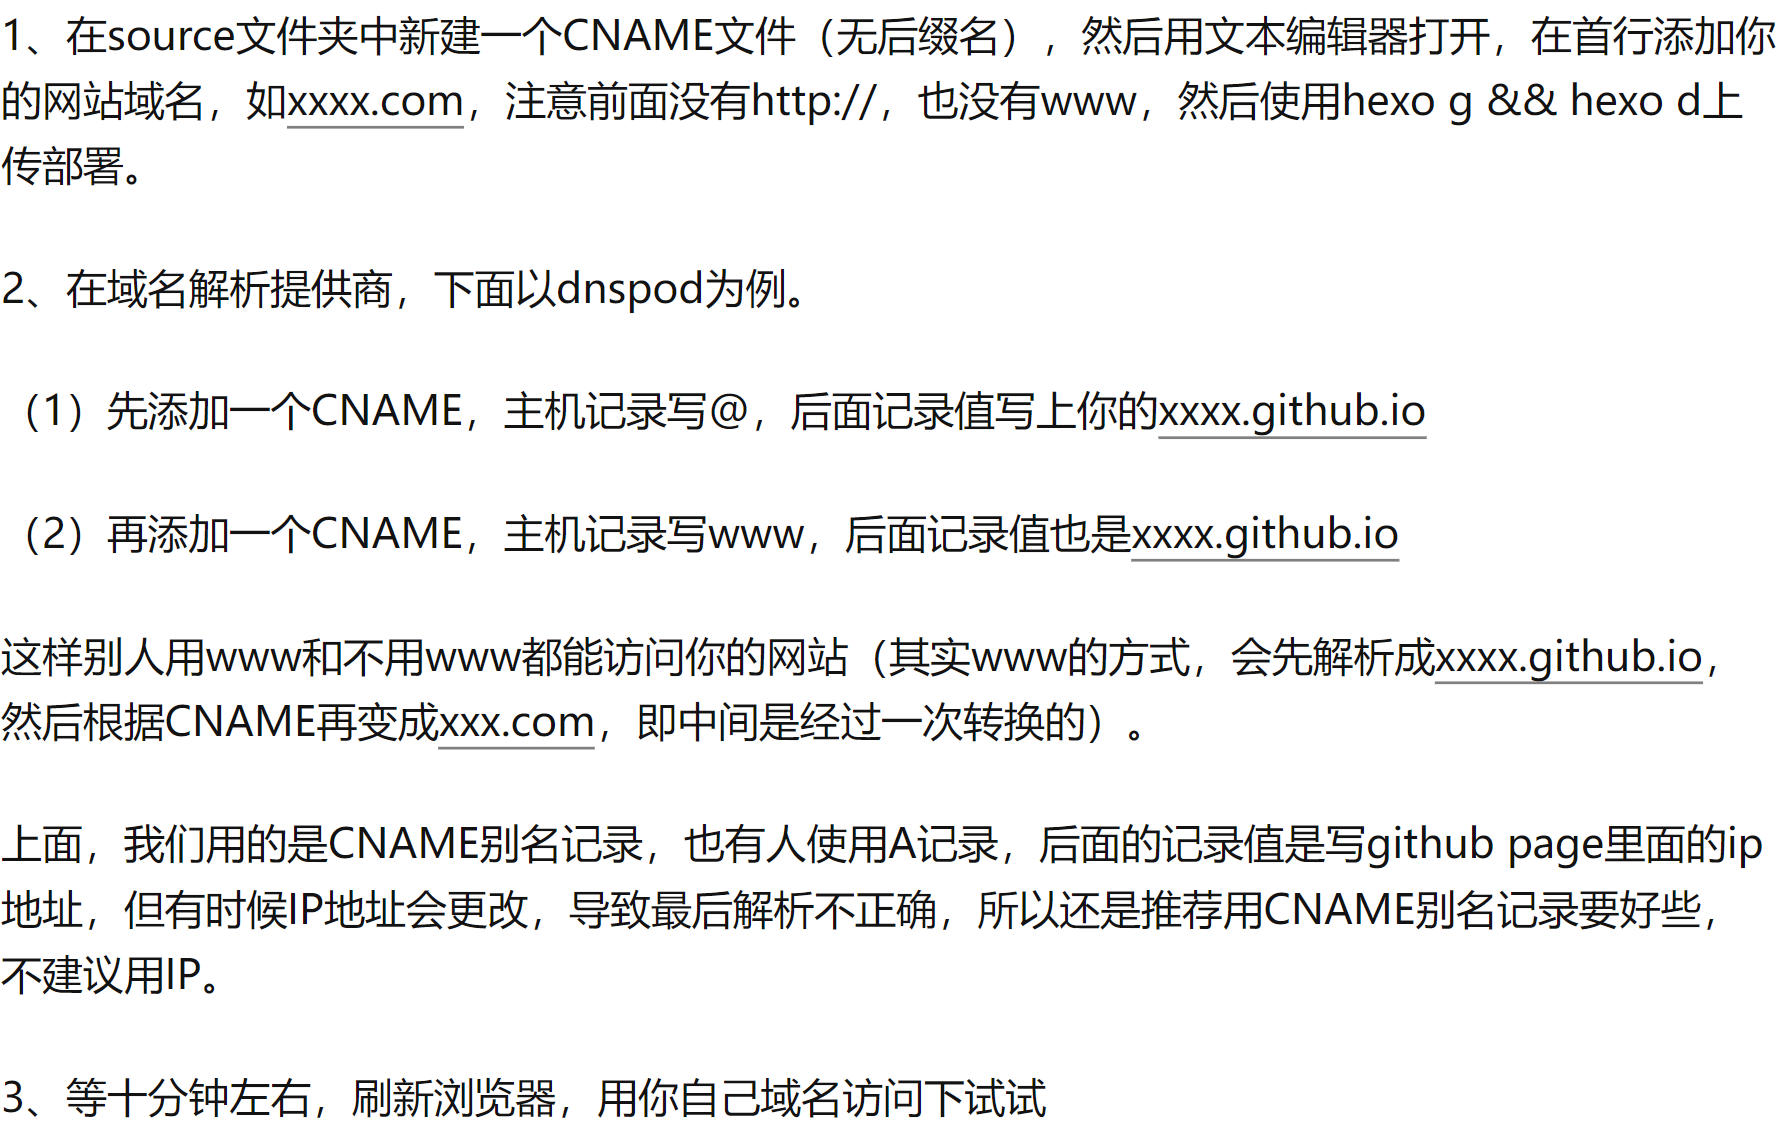 1、在source文件夹中新建一个CNAME文件（无后缀名），然后用文本编辑器打开，在首行添加你
的网站域名，如xxxx.com，注意前面没有http://，也没有www，然后使用hexo g && hexo d上
传部署。
2、在域名解析提供商，下面以dnspod为例。
（1）先添加一个CNAME，主机记录写@，后面记录值写上你的xxxx.github.io
（2）再添加一个CNAME，主机记录写www，后面记录值也是xxxx.github.io
这样别人用www和不用www都能访问你的网站（其实www的方式，会先解析成xxxx.github.io，
然后根据CNAME再变成xxx.com，即中间是经过一次转换的）。
上面，我们用的是CNAME别名记录，也有人使用A记录，后面的记录值是写github page里面的ip
地址，但有时候IP地址会更改，导致最后解析不正确，所以还是推荐用CNAME别名记录要好些，
不建议用IP。
3、等十分钟左右，刷新浏览器，用你自己域名访问下试试